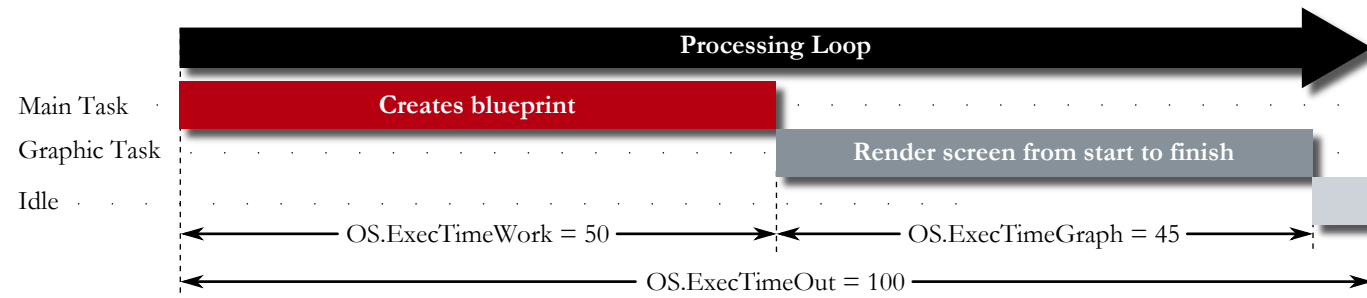 Processing Loop
Main Task
Creates blueprint
Graphic Task
Render screen from start to finish
Idle
OS.ExecTimeWork = 50
OS.ExecTimeGraph = 45
OS.ExecTimeOut = 100